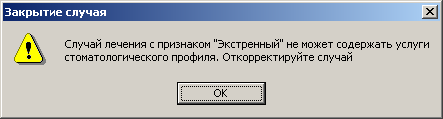 Закрытие случая
Случай лечения с признаком "Экстренный" не может содержать услуги
стоматологического профиля. Откорректируйте случай
OK